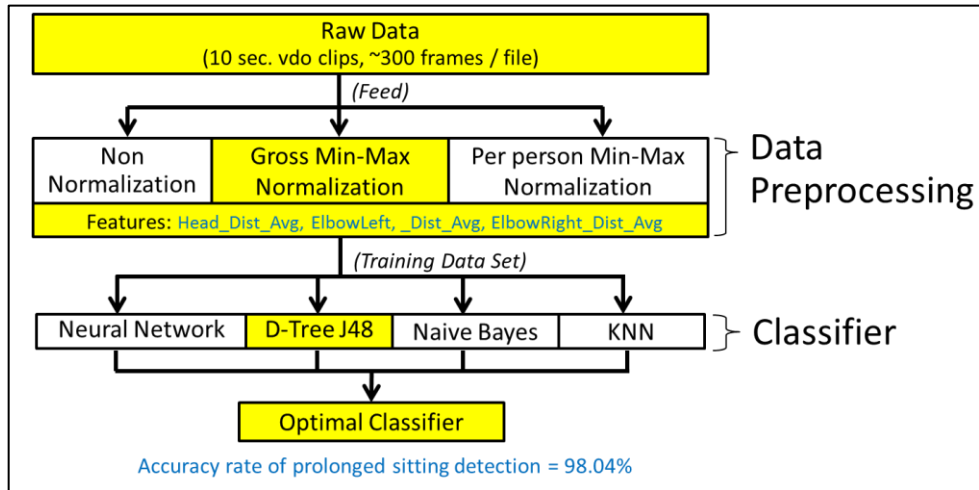 Raw Data
(10 sec. vdo clips, ~300 frames / file)
(Feed)
Non
Normalization
Gross Min-Max
Normalization
Per person Min-Max
Normalization
Data
Preprocessing
Features: Head_Dist_Avg, ElbowLeft, _Dist_Avg, ElbowRight_Dist_Avg
(Training Data Set)
Neural Network
D-Tree J48
Naive Bayes
KNN
Classifier
Optimal Classifier
Accuracy rate of prolonged sitting detection = 98.04%